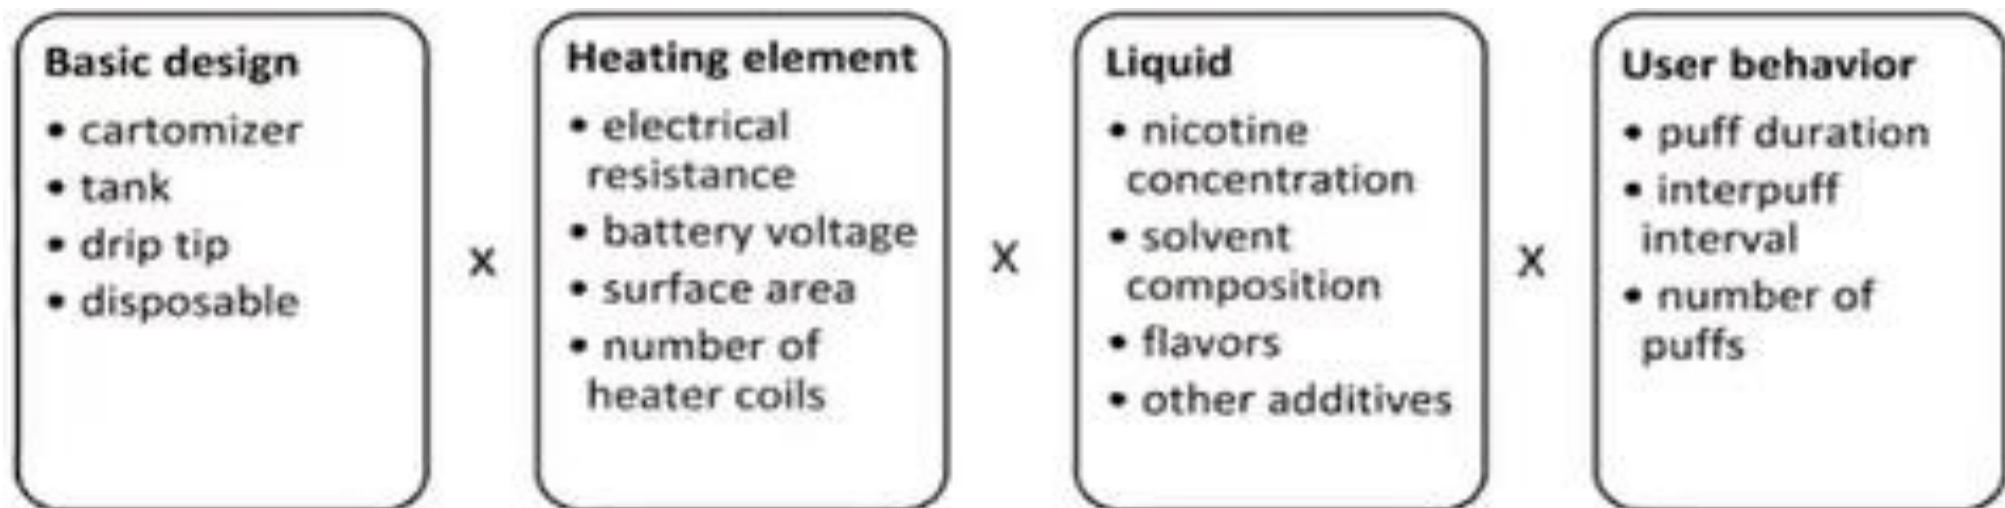 Basic design
• cartomizer
• tank
• drip tip
• disposable
x
Heating element
• electrical
resistance
• battery voltage
• surface area
• number of
heater coils
x
Liquid
• nicotine
concentration
• solvent
composition
• flavors
• other additives
x
User behavior
• puff duration
• interpuff
interval
• number of
puffs